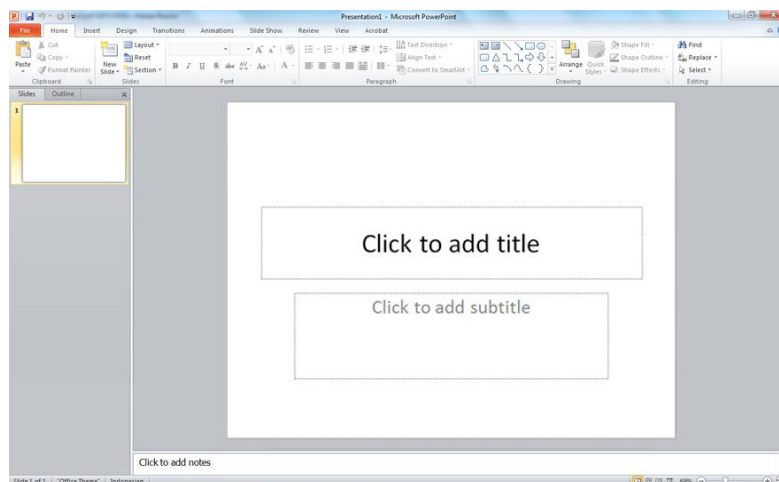 Presentation1 - Microsoft PowerPoint
File Home Insert Design Transitions Animations Slide Show Review View Acrobat
Cut
Copy
Format Painter
Paste
Clipboard
New
Slide
Layout
Reset
Section
Slides
Font
Text Direction
Align Text
Convert to SmartArt
Paragraph
Arrange
Quick
Styles
Shape Fill
Shape Outline
Shape Effects
Drawing
Find
Replace
Select
Editing
Slides Outline
1
Click to add title
Click to add subtitle
Click to add notes
Slide 1 of 1 "Office Theme" Indonesian 69%